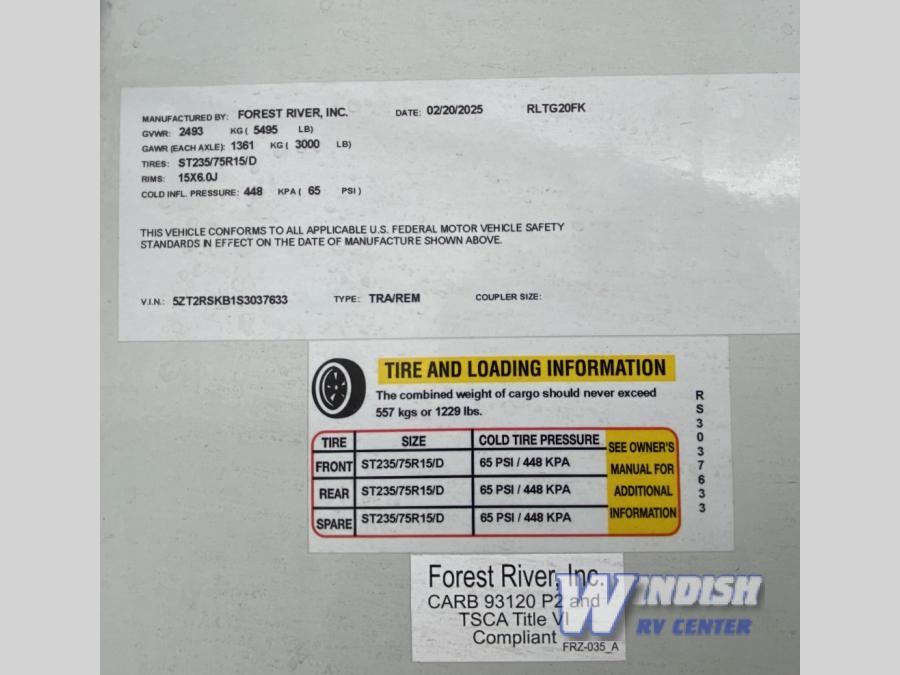 MANUFACTURED BY: FOREST RIVER, INC. DATE: 02/20/2025 RLTG20FK
GVWR: 2493 KG ( 5495 LB)
GAWR (EACH AXLE): 1361 KG ( 3000 LB)
TIRES: ST235/75R15/D
RIMS: 15X6.0J
COLD INFL. PRESSURE: 448 KPA ( 65 PSI )
THIS VEHICLE CONFORMS TO ALL APPLICABLE U.S. FEDERAL MOTOR VEHICLE SAFETY
STANDARDS IN EFFECT ON THE DATE OF MANUFACTURE SHOWN ABOVE.
V.I.N.: 5ZT2RSKB1S3037633 TYPE: TRA/REM COUPLER SIZE:
TIRE AND LOADING INFORMATION
The combined weight of cargo should never exceed
557 kgs or 1229 lbs.
TIRE SIZE COLD TIRE PRESSURE
FRONT ST235/75R15/D 65 PSI / 448 KPA
REAR ST235/75R15/D 65 PSI / 448 KPA
SPARE ST235/75R15/D 65 PSI / 448 KPA
SEE OWNER'S
MANUAL FOR
ADDITIONAL
INFORMATION
RS3037633
Forest River, Inc.
CARB 93120 P2 and
TSCA Title VI
Compliant
FRZ-035_A
WINDISH
RV CENTER